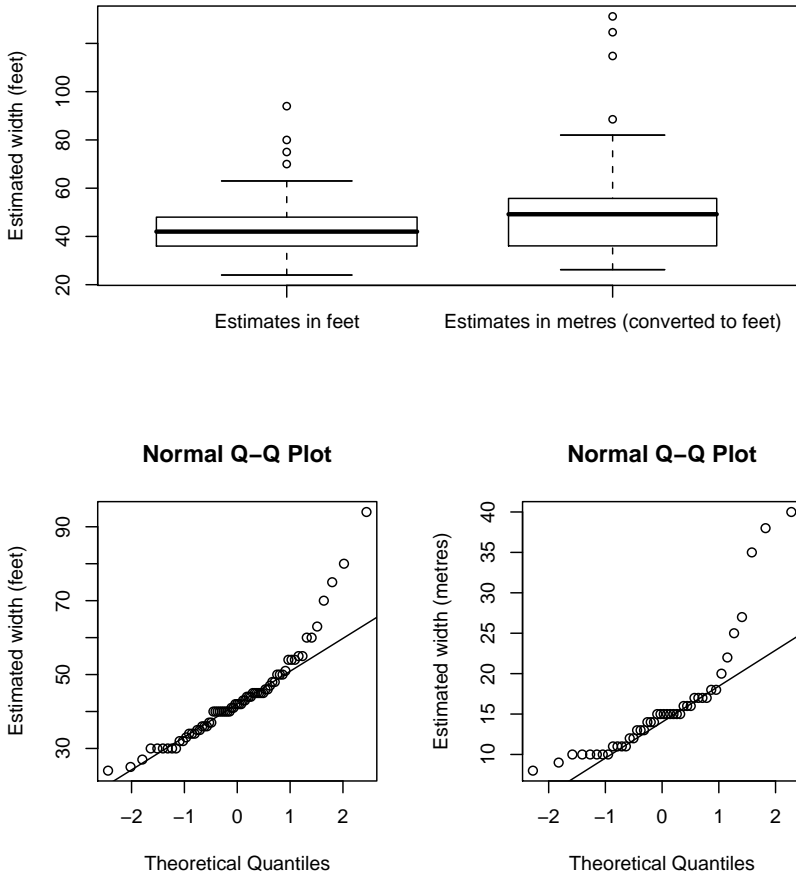 Estimated width (feet)
20
40
60
80
100
Estimates in feet
Estimates in metres (converted to feet)
Normal Q−Q Plot
Estimated width (feet)
30
50
70
90
−2
−1
0
1
2
Theoretical Quantiles
Normal Q−Q Plot
Estimated width (metres)
10
15
20
25
30
35
40
−2
−1
0
1
2
Theoretical Quantiles